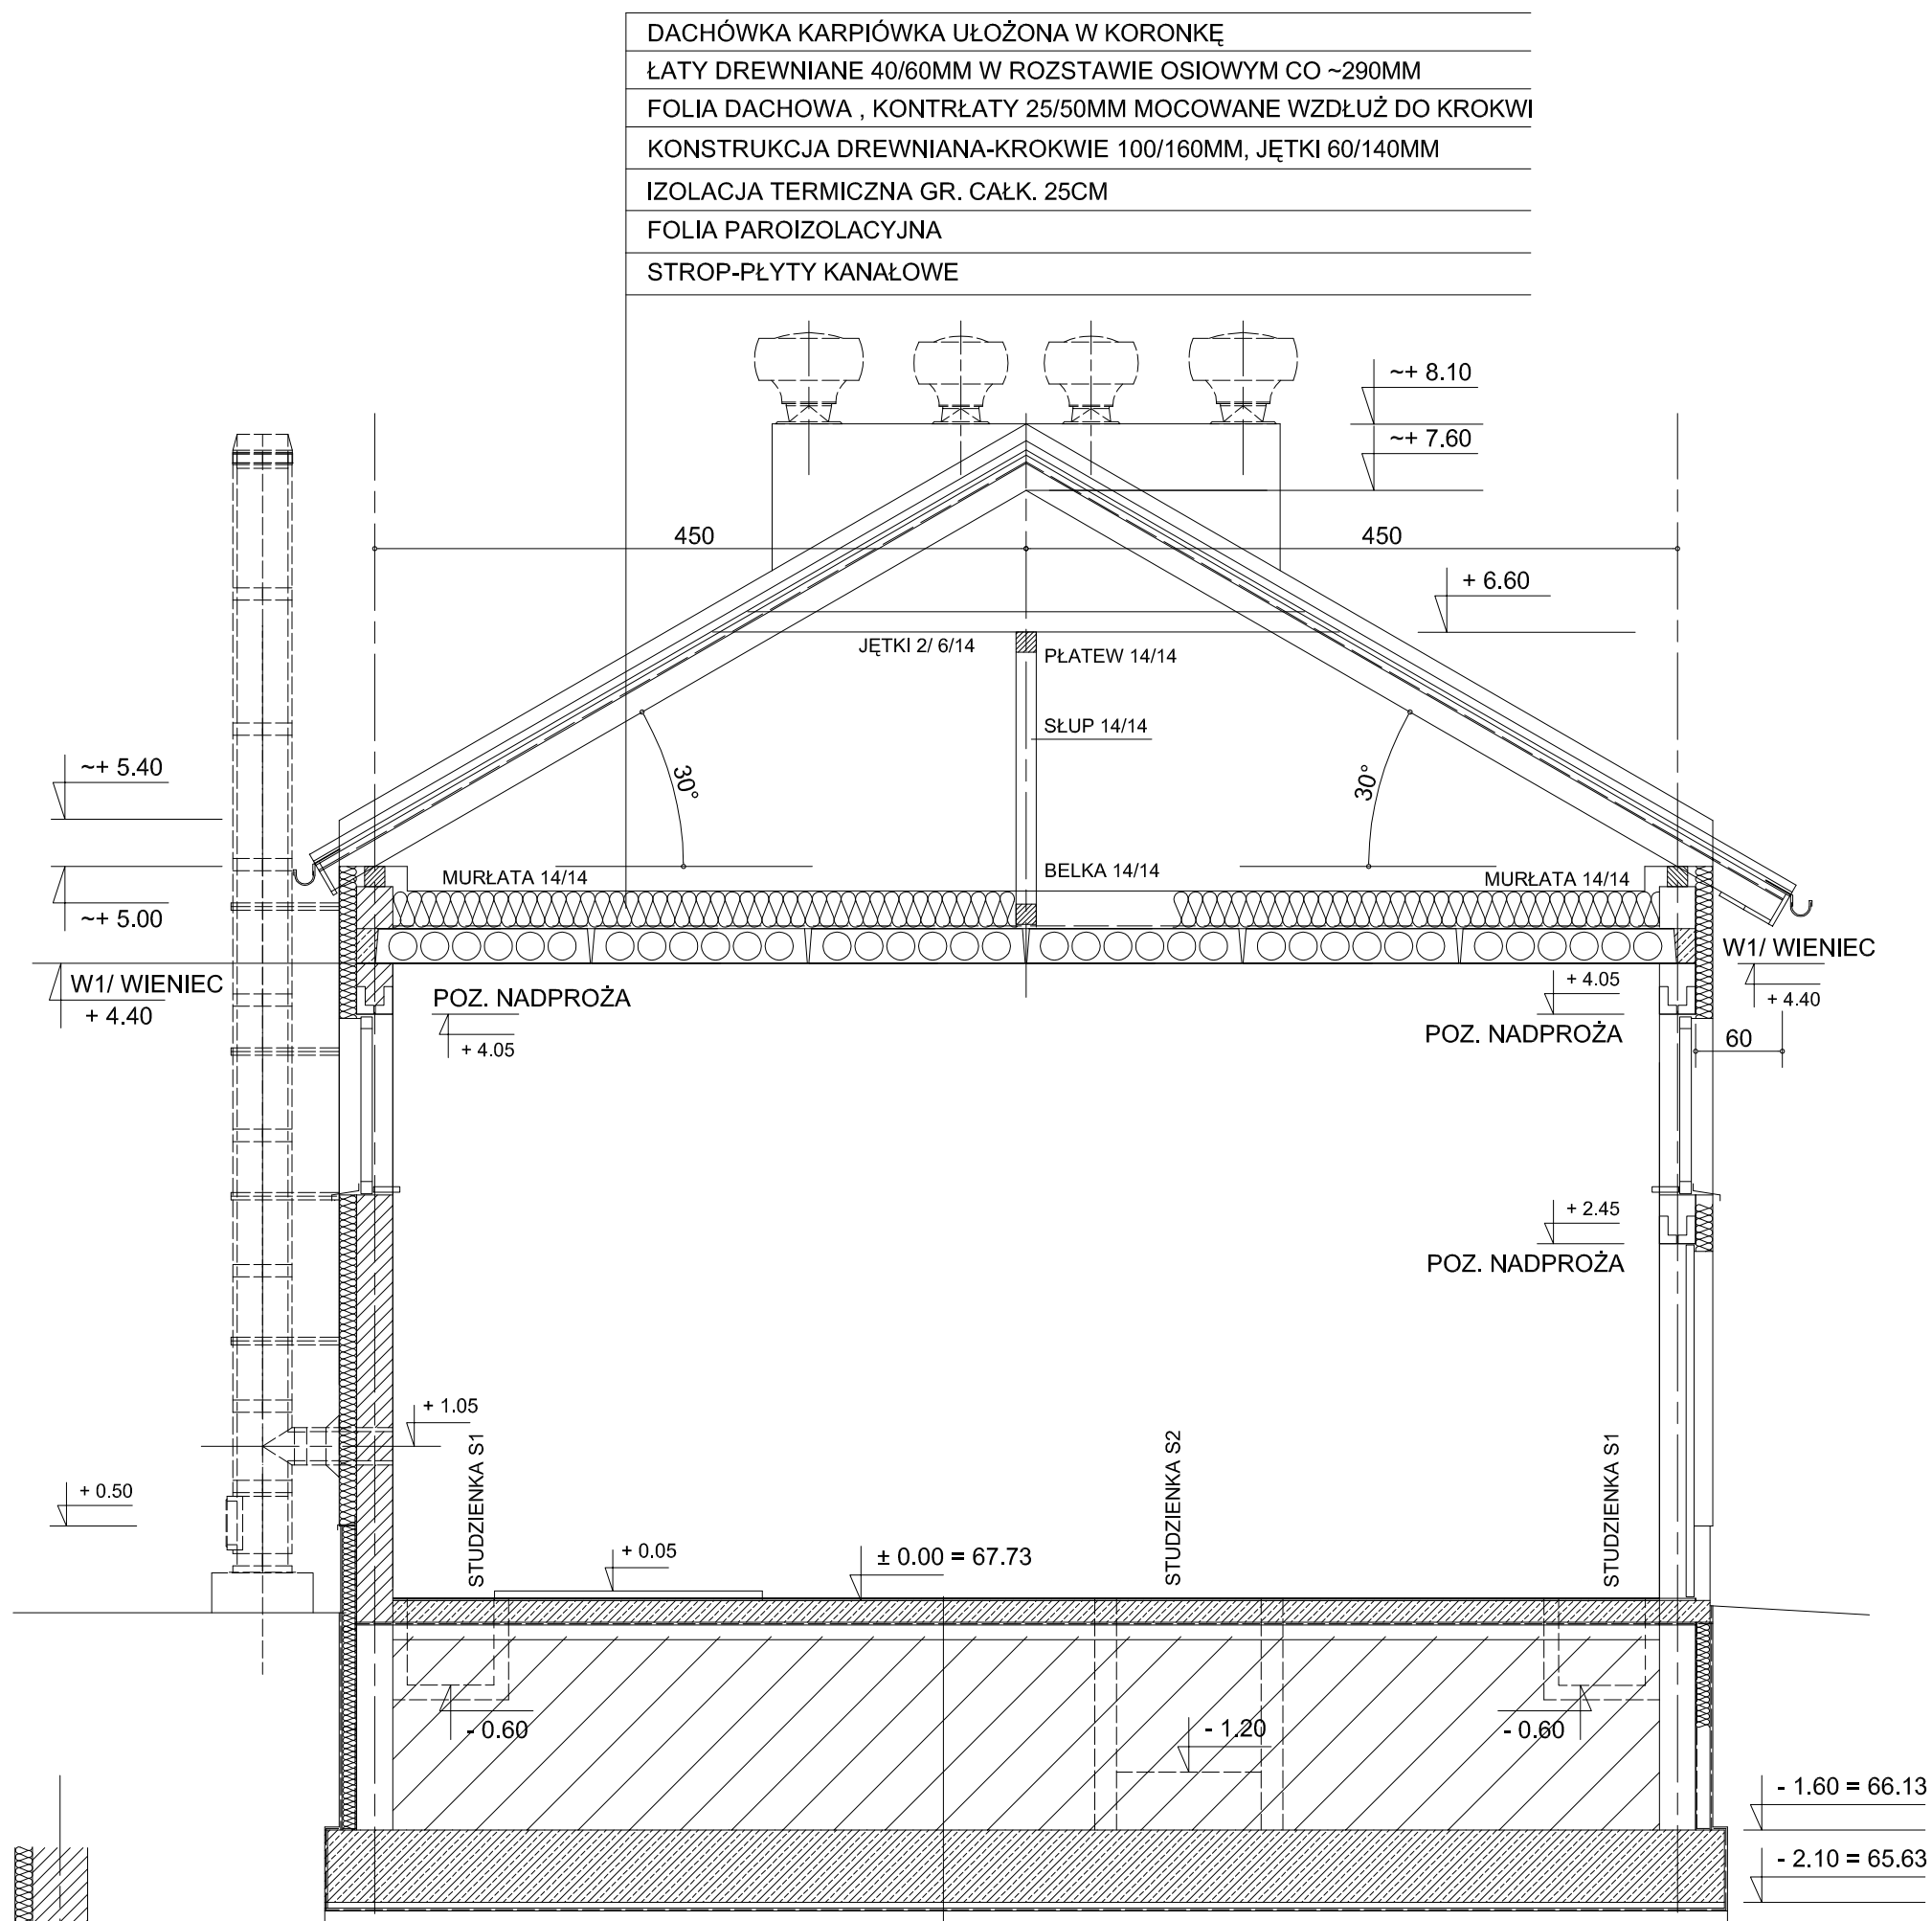 DACHÓWKA KARPIÓWKA UŁOŻONA W KORONKĘ
ŁATY DREWNIANE 40/60MM W ROZSTAWIE OSIOWYM CO ~290MM
FOLIA DACHOWA , KONTRŁATY 25/50MM MOCOWANE WZDŁUŻ DO KROKWI
KONSTRUKCJA DREWNIANA-KROKWIE 100/160MM, JĘTKI 60/140MM
IZOLACJA TERMICZNA GR. CAŁK. 25CM
FOLIA PAROIZOLACYJNA
STROP-PŁYTY KANAŁOWE
~+ 8.10
~+ 7.60
450
450
+ 6.60
JĘTKI 2/ 6/14
PŁATEW 14/14
SŁUP 14/14
~+ 5.40
30°
30°
MURŁATA 14/14
BELKA 14/14
MURŁATA 14/14
~+ 5.00
W1/ WIENIEC
+ 4.40
W1/ WIENIEC
+ 4.40
POZ. NADPROŻA
+ 4.05
+ 4.05
POZ. NADPROŻA
60
+ 2.45
POZ. NADPROŻA
+ 1.05
STUDZIENKA S1
STUDZIENKA S2
STUDZIENKA S1
+ 0.50
+ 0.05
± 0.00 = 67.73
- 0.60
- 1.20
- 0.60
- 1.60 = 66.13
- 2.10 = 65.63